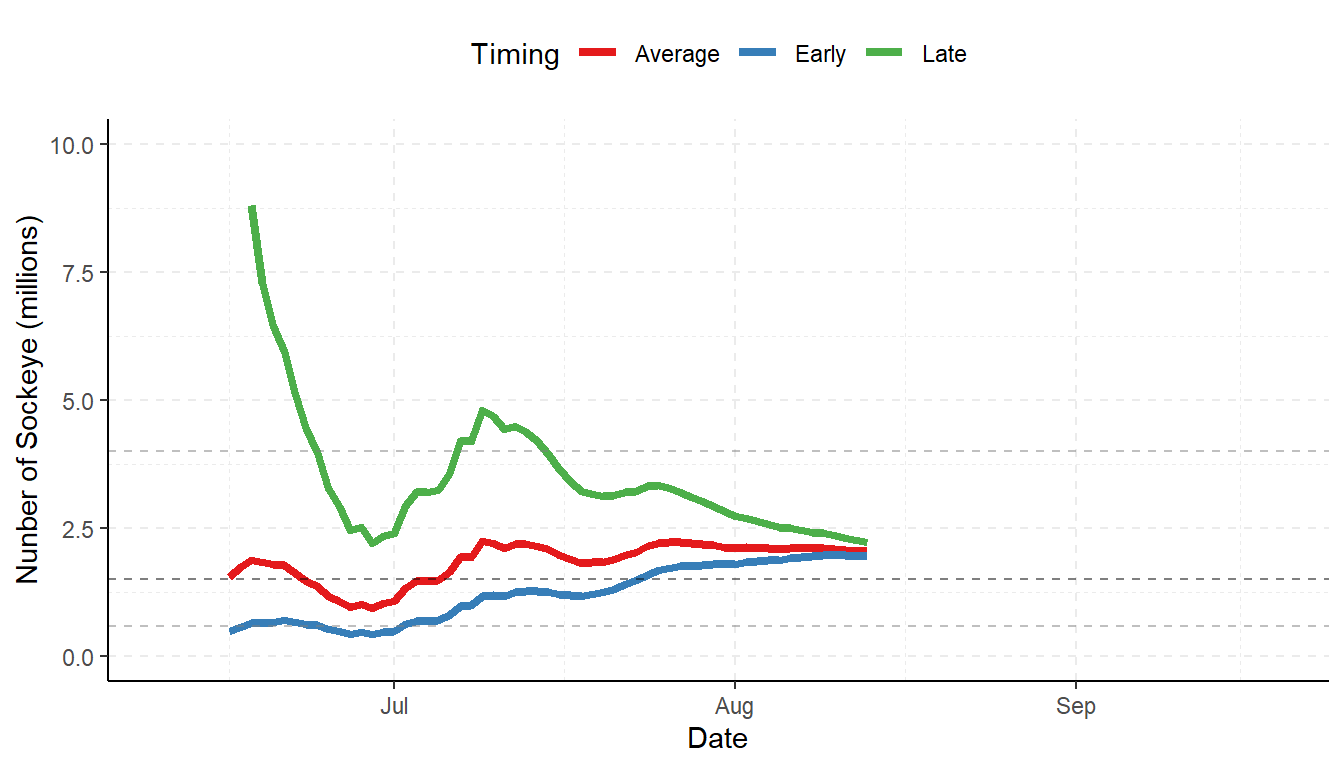 Timing Average Early Late
10.0
7.5
5.0
2.5
0.0
Nunber of Sockeye (millions)
Jul Aug Sep
Date